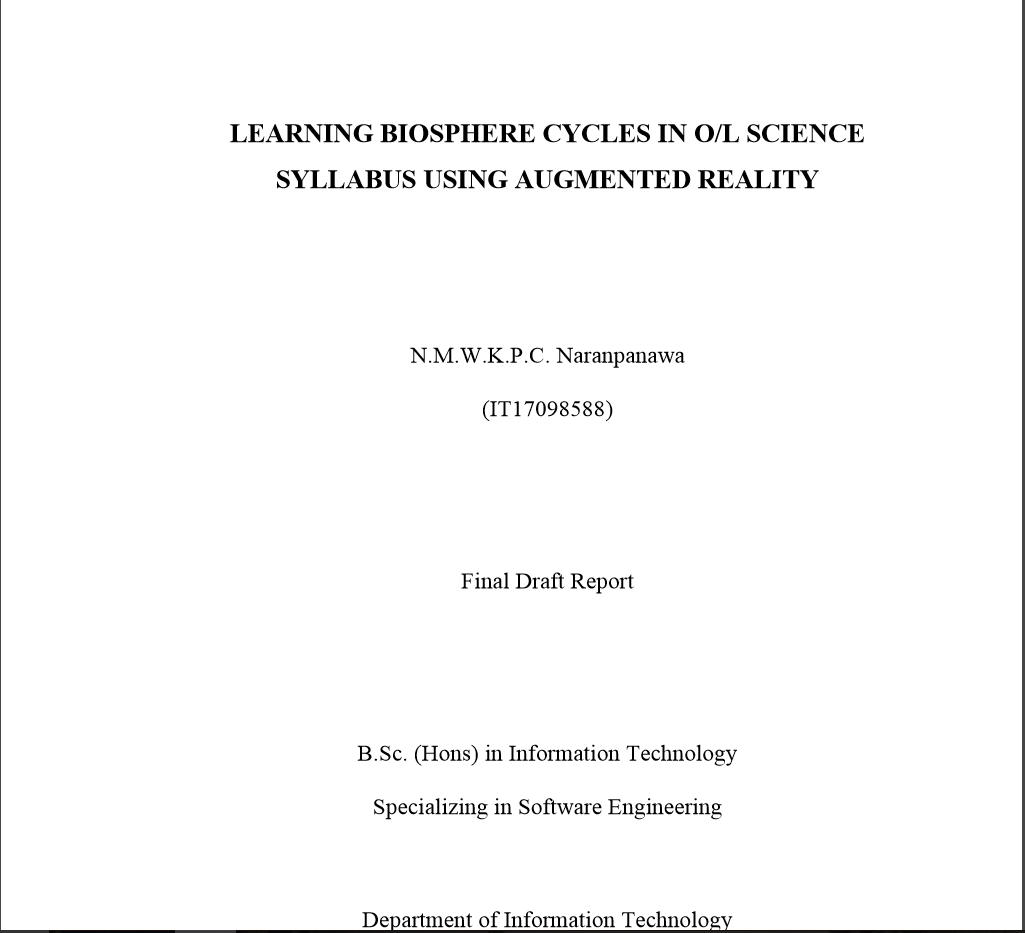 LEARNING BIOSPHERE CYCLES IN O/L SCIENCE
SYLLABUS USING AUGMENTED REALITY
N.M.W.K.P.C. Naranpanawa
(IT17098588)
Final Draft Report
B.Sc. (Hons) in Information Technology
Specializing in Software Engineering
Department of Information Technology